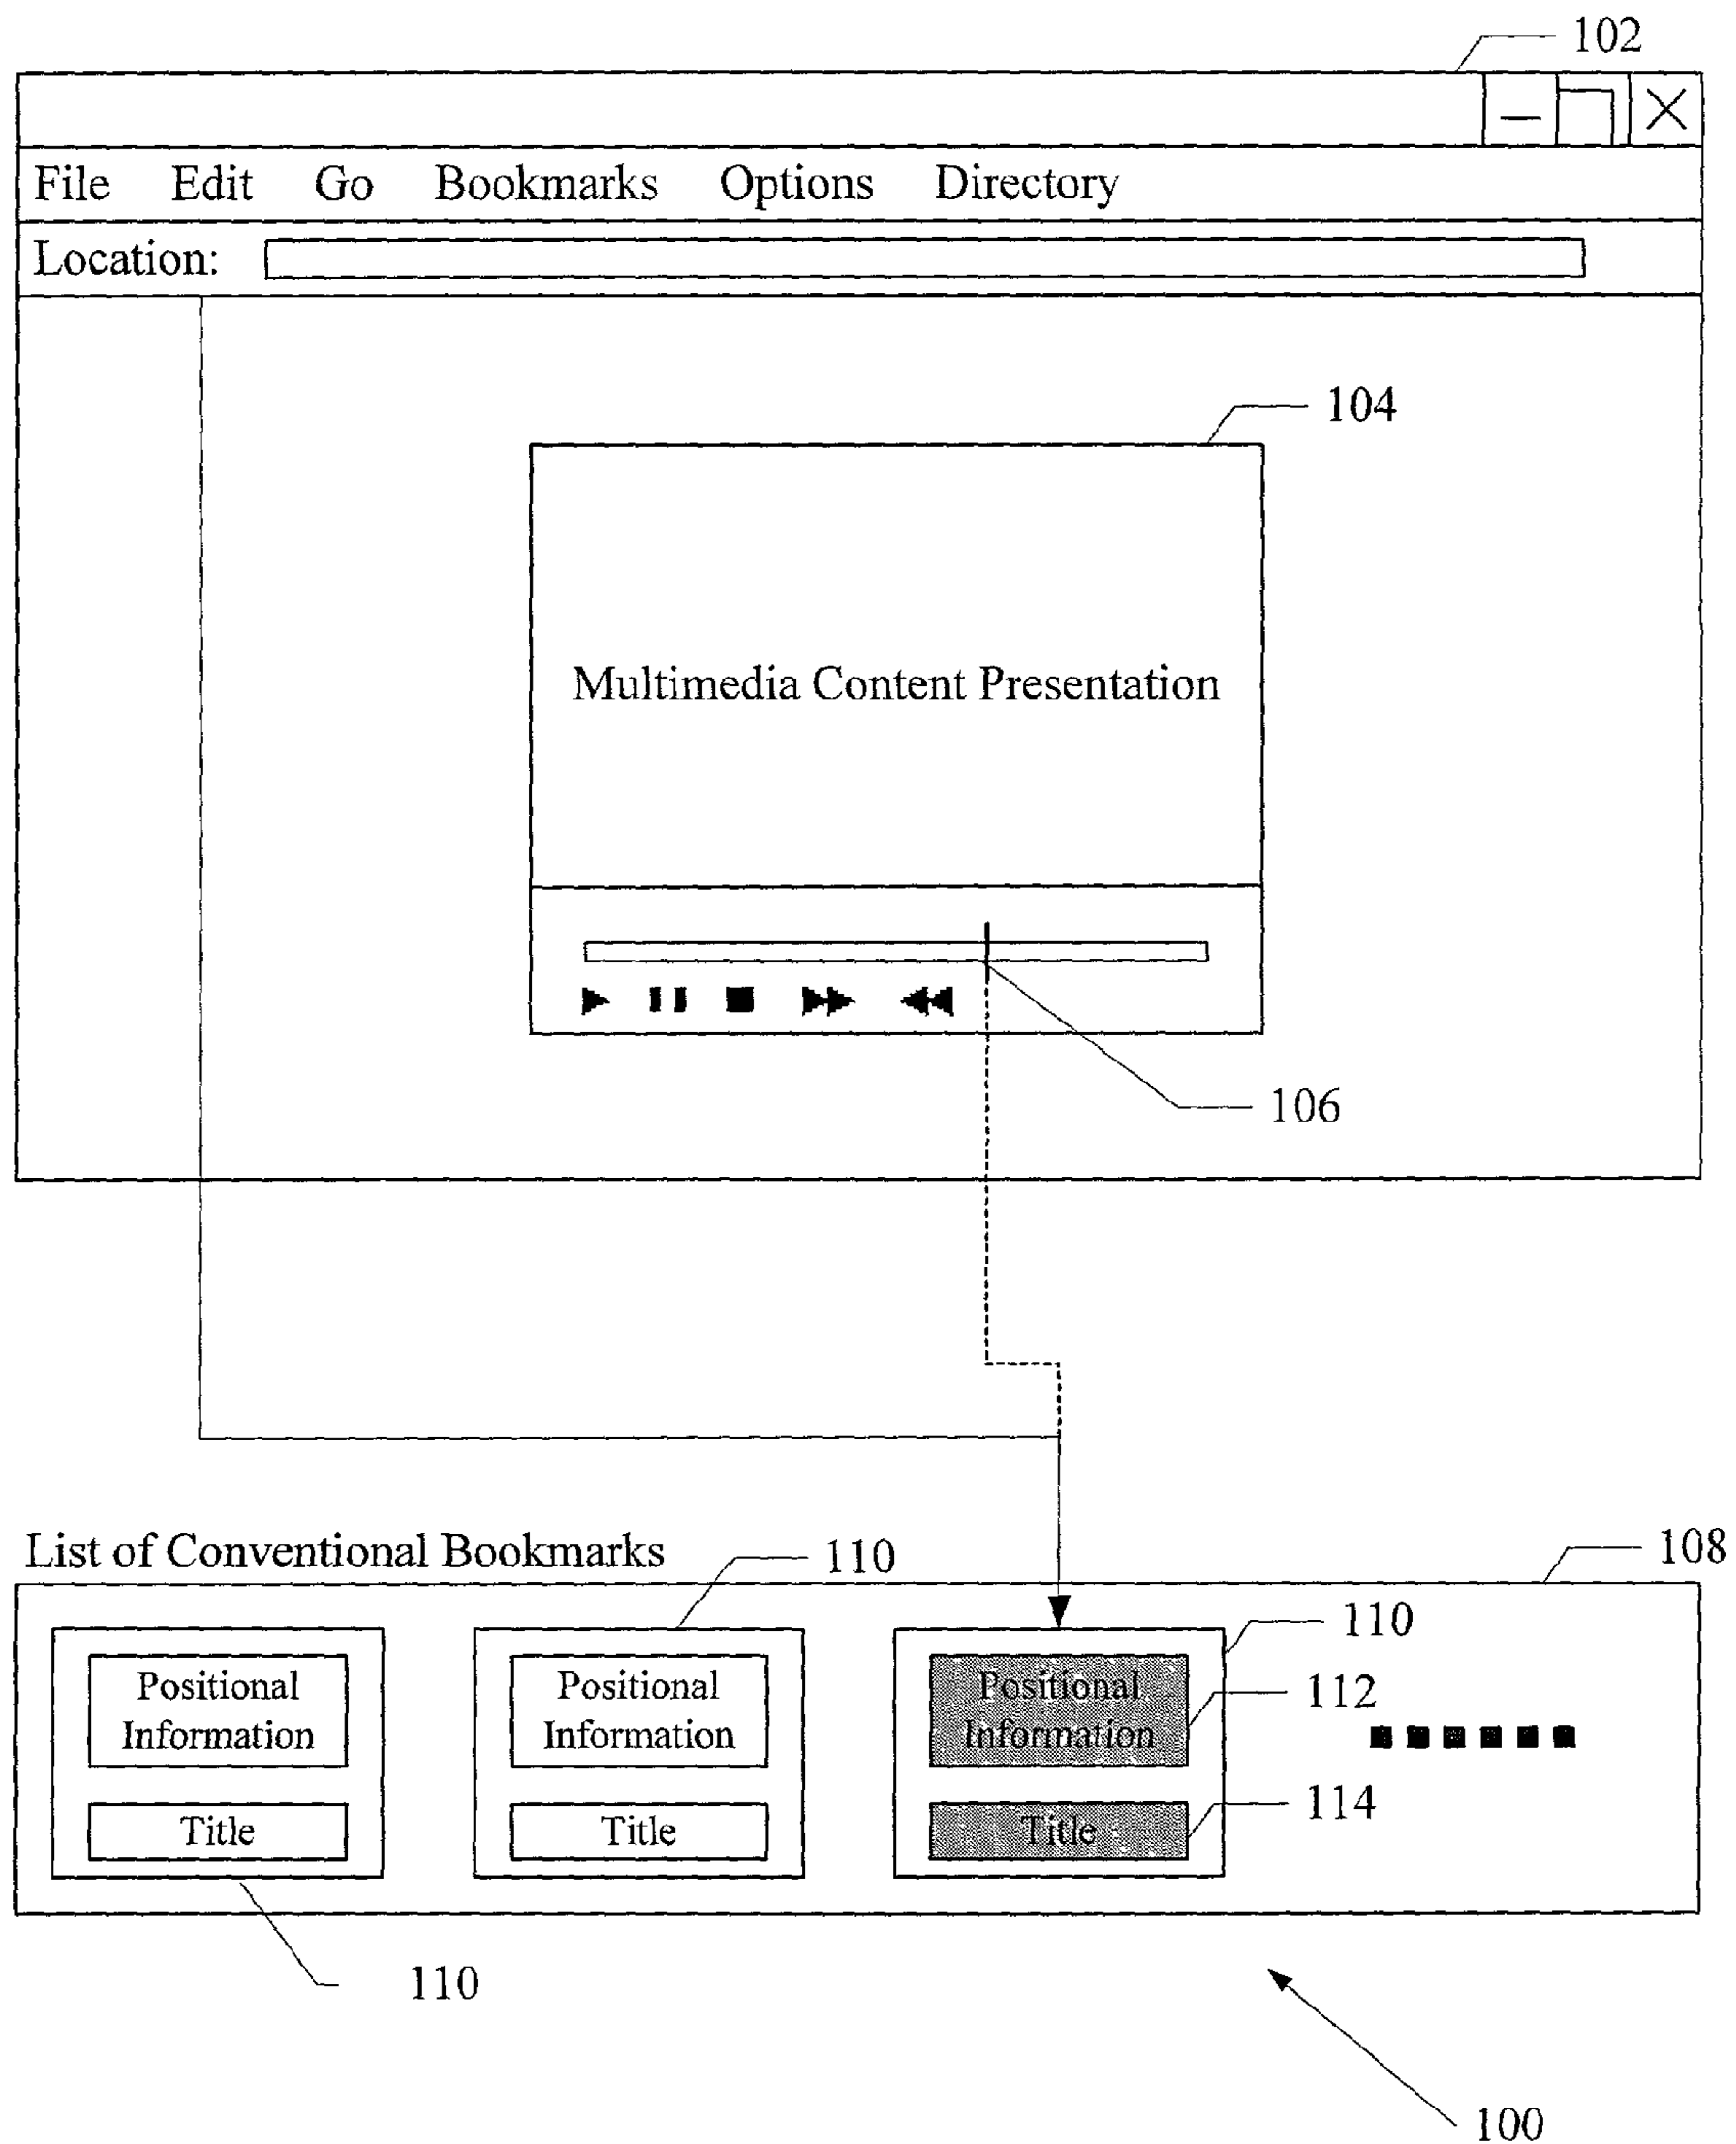 102
File Edit Go Bookmarks Options Directory
Location:
104
Multimedia Content Presentation
106
List of Conventional Bookmarks
110
108
110
Positional Information
Title
Positional Information
Title
Positional Information
112
Title
114
110
100